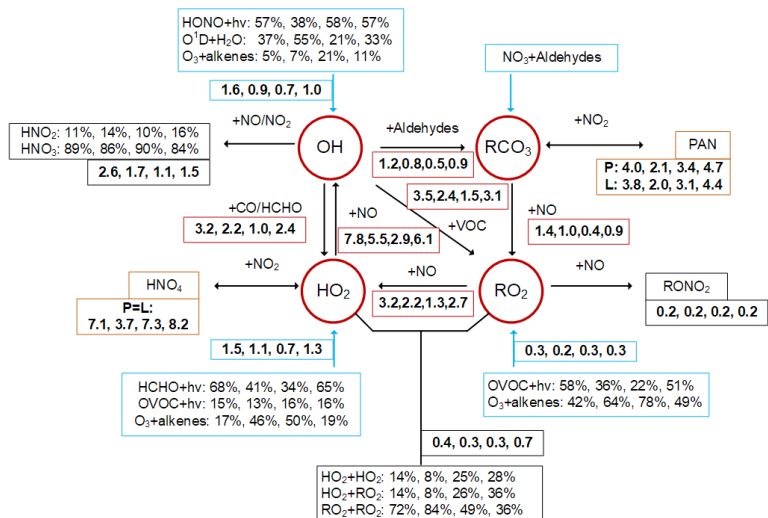 HONO+hv: 57%, 38%, 58%, 57%
O¹D+H₂O: 37%, 55%, 21%, 33%
O₃+alkenes: 5%, 7%, 21%, 11%
NO₃+Aldehydes
1.6, 0.9, 0.7, 1.0
+NO/NO₂
+Aldehydes
+NO₂
HNO₂: 11%, 14%, 10%, 16%
HNO₃: 89%, 86%, 90%, 84%
OH
RCO₃
PAN
2.6, 1.7, 1.1, 1.5
1.2,0.8,0.5,0.9
P: 4.0, 2.1, 3.4, 4.7
L: 3.8, 2.0, 3.1, 4.4
3.5,2.4,1.5,3.1
+CO/HCHO
3.2, 2.2, 1.0, 2.4
+NO
7.8,5.5,2.9,6.1
+VOC
+NO
1.4,1.0,0.4,0.9
+NO₂
+NO
+NO
HNO₄
HO₂
RO₂
RONO₂
P=L:
7.1, 3.7, 7.3, 8.2
3.2,2.2,1.3,2.7
0.2, 0.2, 0.2, 0.2
1.5, 1.1, 0.7, 1.3
0.3, 0.2, 0.3, 0.3
HCHO+hv: 68%, 41%, 34%, 65%
OVOC+hv: 15%, 13%, 16%, 16%
O₃+alkenes: 17%, 46%, 50%, 19%
OVOC+hv: 58%, 36%, 22%, 51%
O₃+alkenes: 42%, 64%, 78%, 49%
0.4, 0.3, 0.3, 0.7
HO₂+HO₂: 14%, 8%, 25%, 28%
HO₂+RO₂: 14%, 8%, 26%, 36%
RO₂+RO₂: 72%, 84%, 49%, 36%